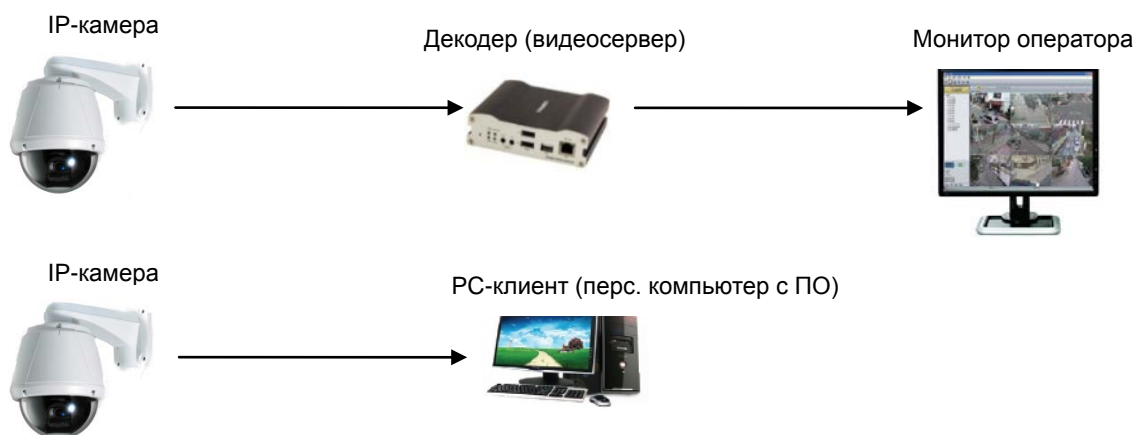 IP-камера
Декодер (видеосервер)
Монитор оператора
IP-камера
PC-клиент (перс. компьютер с ПО)